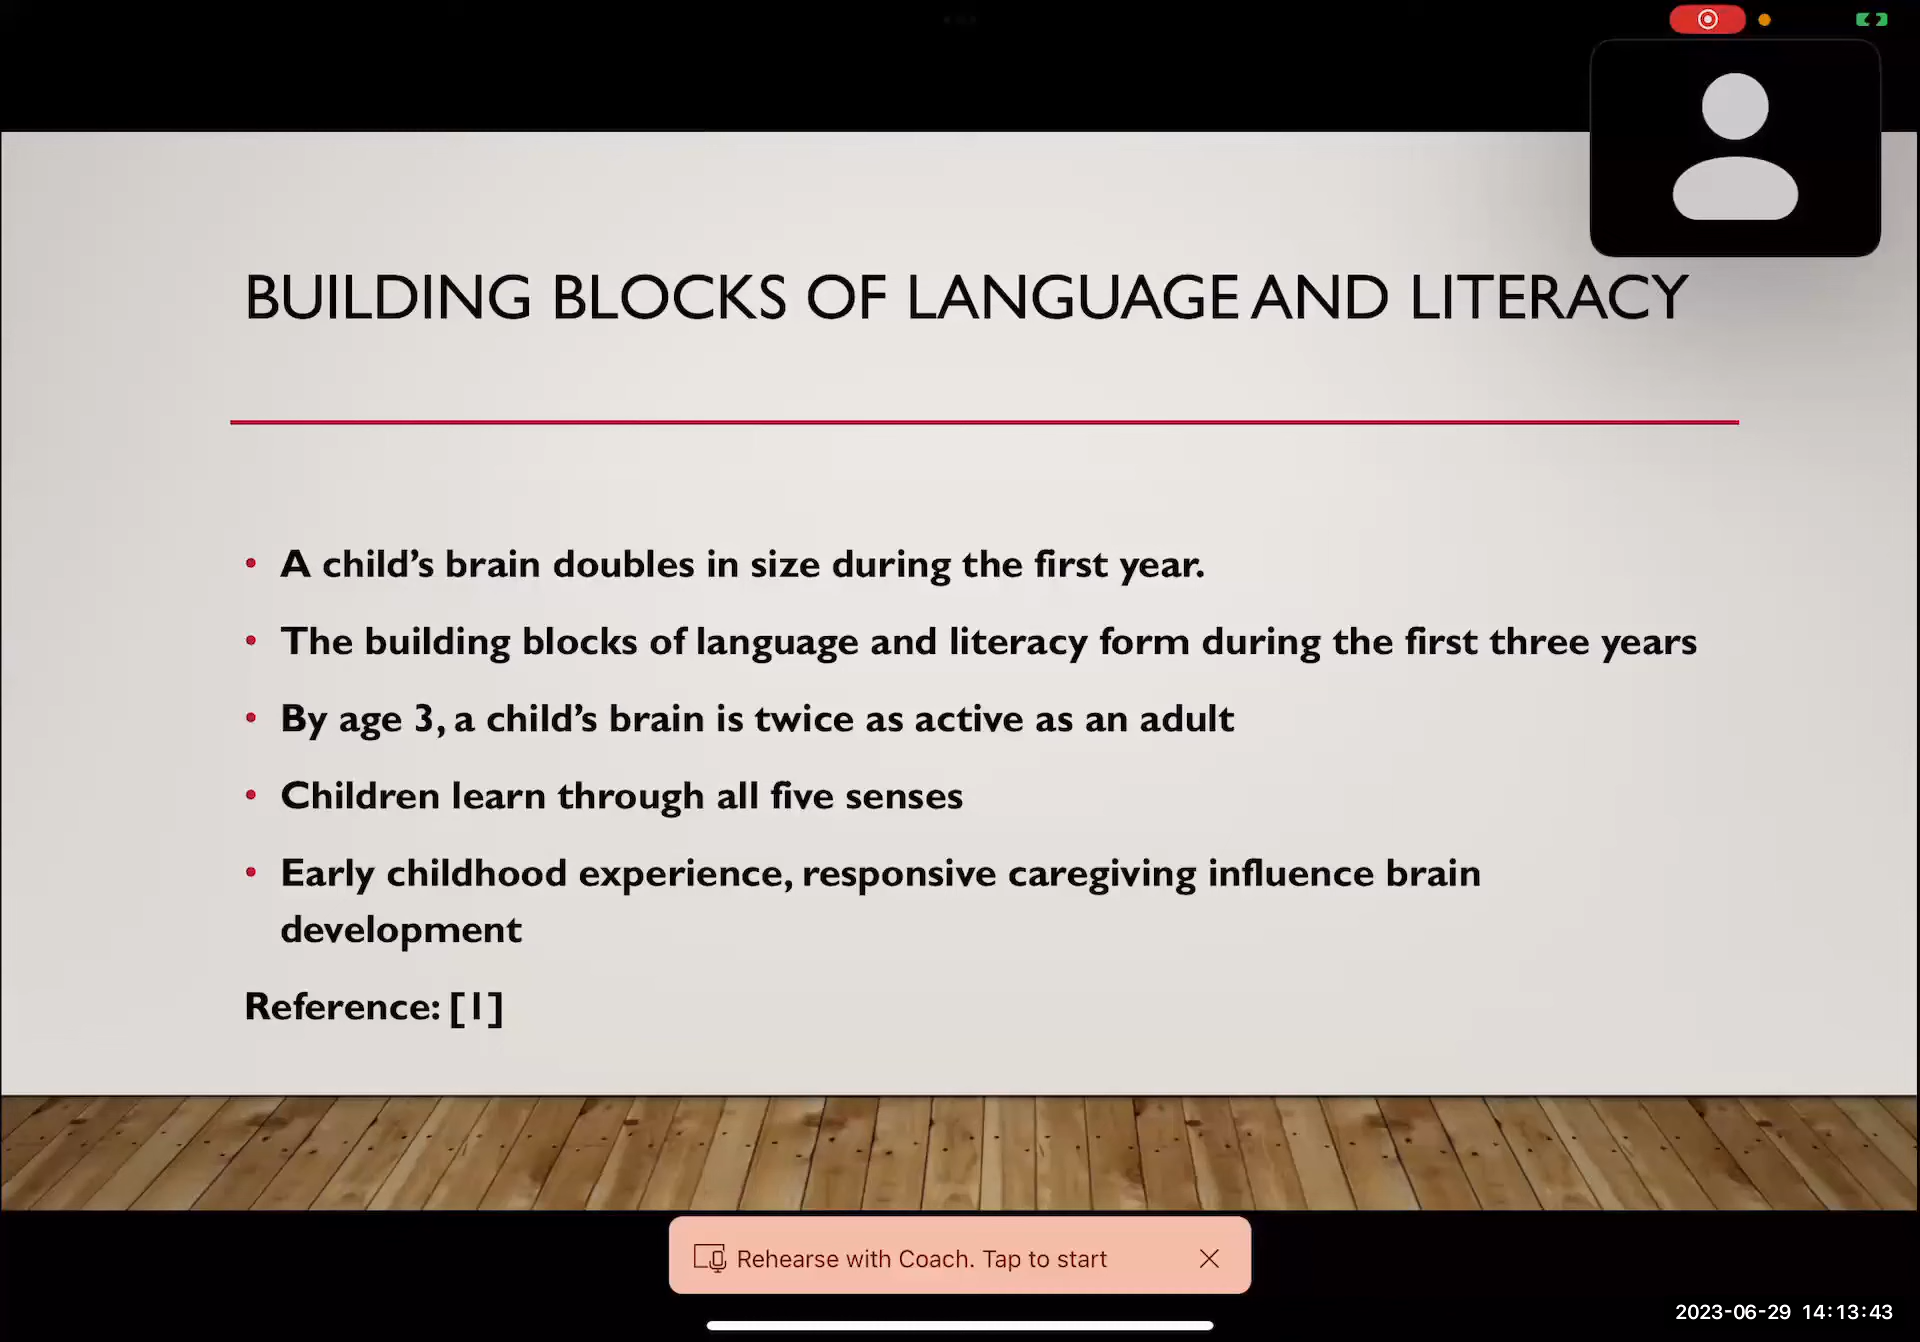 BUILDING BLOCKS OF LANGUAGE AND LITERACY
• A child’s brain doubles in size during the first year.
• The building blocks of language and literacy form during the first three years
• By age 3, a child’s brain is twice as active as an adult
• Children learn through all five senses
• Early childhood experience, responsive caregiving influence brain
development
Reference: [1]
Rehearse with Coach. Tap to start
2023-06-29 14:13:43